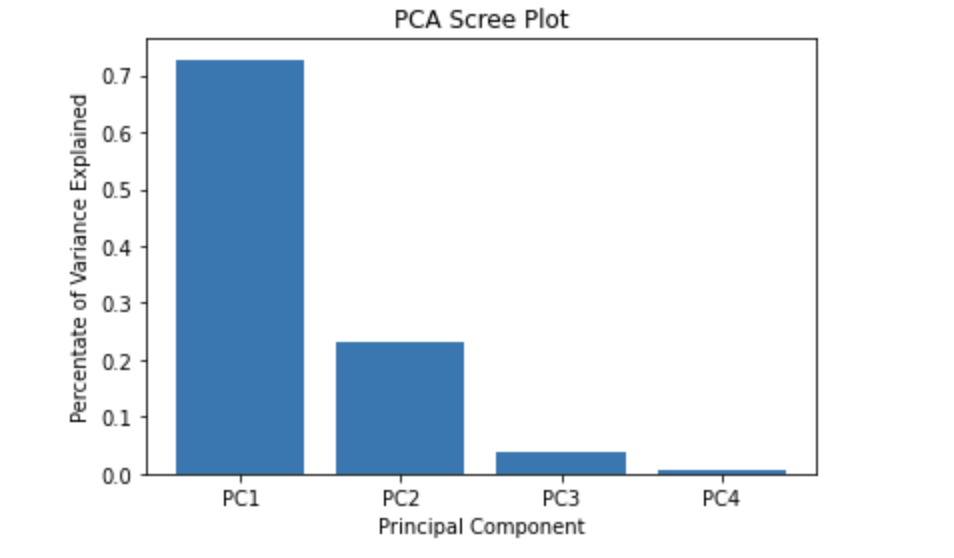 PCA Scree Plot
Percentate of Variance Explained
0.7
0.6
0.5
0.4
0.3
0.2
0.1
0.0
PC1 PC2 PC3 PC4
Principal Component